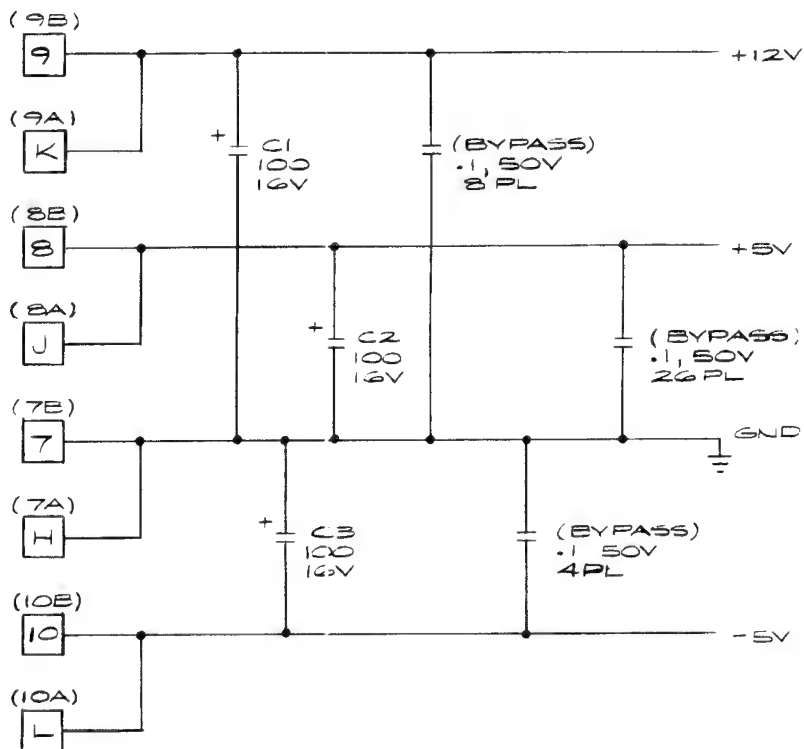 (9B)
9
+12V
(9A)
K
+
C1
100
16V
(BYPASS)
.1, 50V
8 PL
(8B)
8
+5V
(8A)
J
+
C2
100
16V
(BYPASS)
.1, 50V
26 PL
(7B)
7
GND
(7A)
H
+
C3
100
16V
(BYPASS)
.1 50V
4PL
(10B)
10
-5V
(10A)
L